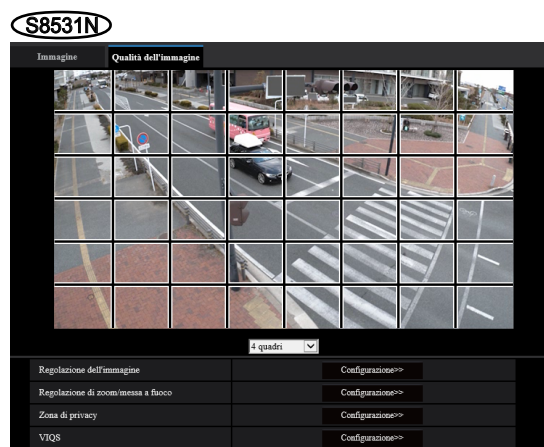 S8531N
Immagine Qualità dell'immagine
4 quadri
Regolazione dell'immagine Configurazione>>
Regolazione di zoom/messa a fuoco Configurazione>>
Zona di privacy Configurazione>>
VIQS Configurazione>>